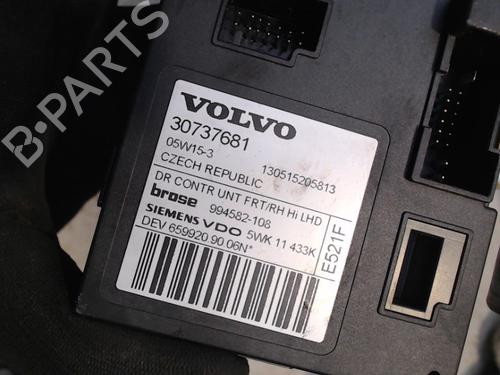 VOLVO
30737681
05W15-3 130515205813
CZECH REPUBLIC
DR CONTR UNT FRT/RH Hi LHD
brose 994582-108
SIEMENS VDO 5WK 11 433K
DEV 659920 90.06N*
E521F
B-PARTS